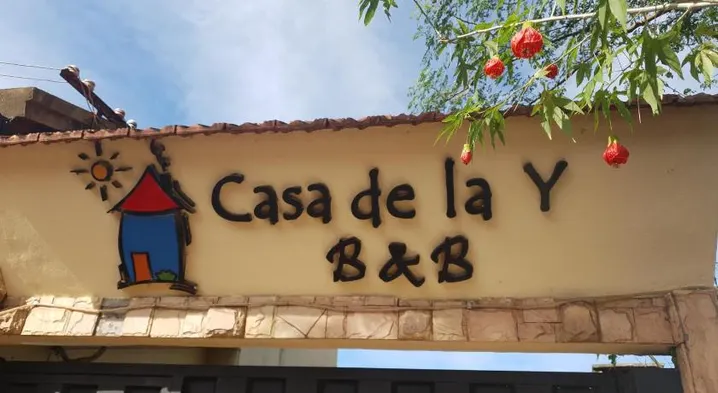 Casa de la Y
B&B